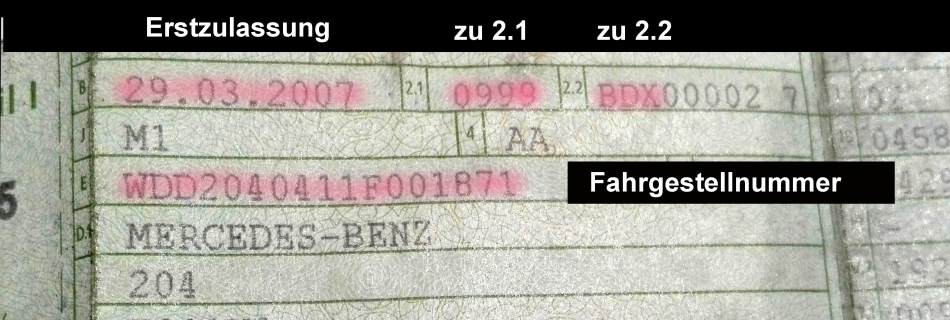 Erstzulassung zu 2.1 zu 2.2
B 29.03.2007 2.1 0999 2.2 BDX00002 7
J M1 4 AA 0458
E WDD2040411F001871 Fahrgestellnummer
D.1 MERCEDES-BENZ
204 192